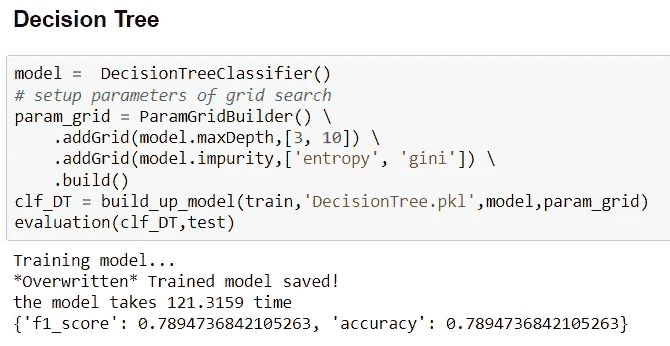 Decision Tree
model =  DecisionTreeClassifier()
# setup parameters of grid search
param_grid = ParamGridBuilder() \
    .addGrid(model.maxDepth,[3, 10]) \
    .addGrid(model.impurity,['entropy', 'gini']) \
    .build()
clf_DT = build_up_model(train,'DecisionTree.pkl',model,param_grid)
evaluation(clf_DT,test)
Training model...
*Overwritten* Trained model saved!
the model takes 121.3159 time
{'f1_score': 0.7894736842105263, 'accuracy': 0.7894736842105263}